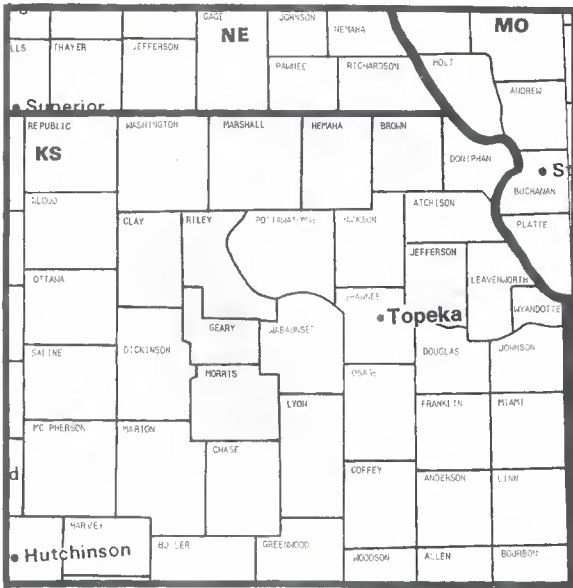 GAGE
JOHNSON
NEMAHA
MO
NE
LLS THAYER JEFFERSON
PAWNEE
RICHARDSON
HOLT
ANDREW
Superior
REPUBLIC
WASHINGTON
MARSHALL
HEMAHA
BROWN
KS
DONIPHAN
St
BUCHANAN
CLOUD
ATCHISON
CLAY
RILEY
POTTAWATOMIE
JACKSON
PLATTE
JEFFERSON
OTTAWA
LEAVENWORTH
SHAWNEE
WYANDOTTE
Topeka
GEARY
WABAUNSEE
SALINE
DICKINSON
DOUGLAS
JOHNSON
MORRIS
OSAGE
LYON
FRANKLIN
MIAMI
MC PHERSON
MARION
CHASE
d
COFFEY
ANDERSON
LINN
HARVEY
Hutchinson
BUTLER
GREENWOOD
WOODSON
ALLEN
BOURBON